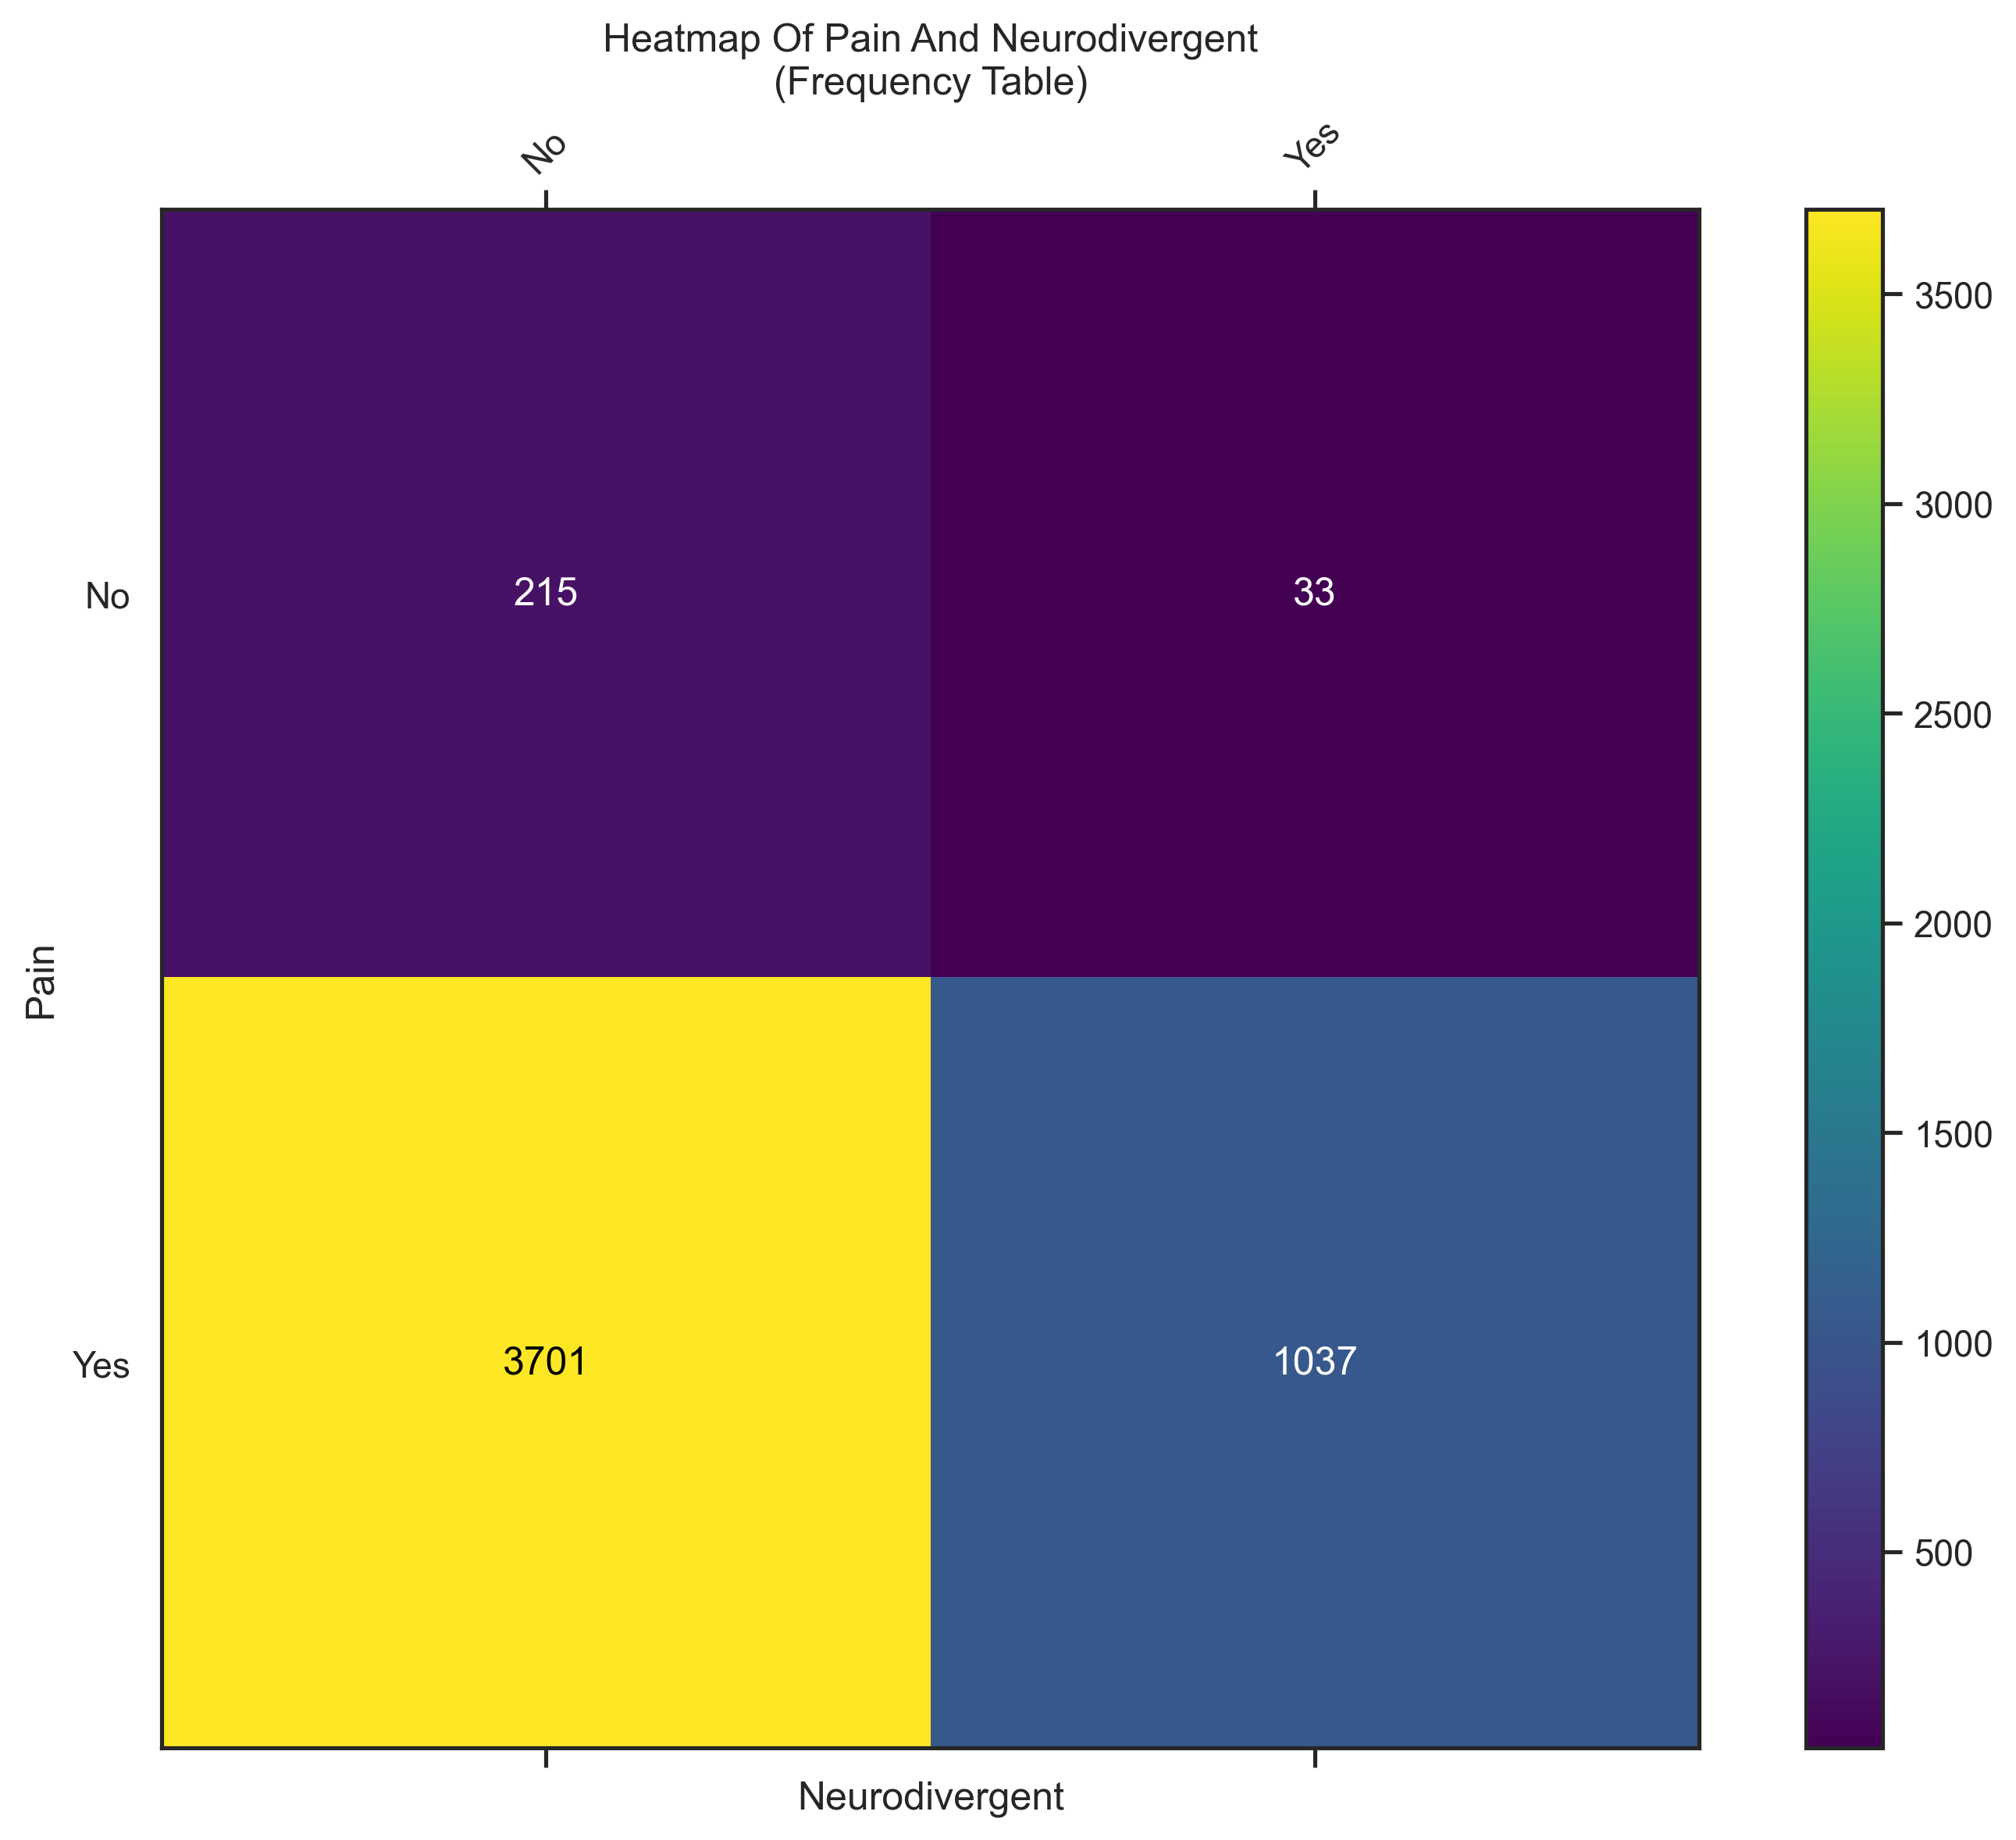 Heatmap Of Pain And Neurodivergent
(Frequency Table)
No
Yes
No
215
33
Pain
Yes
3701
1037
Neurodivergent
3500
3000
2500
2000
1500
1000
500